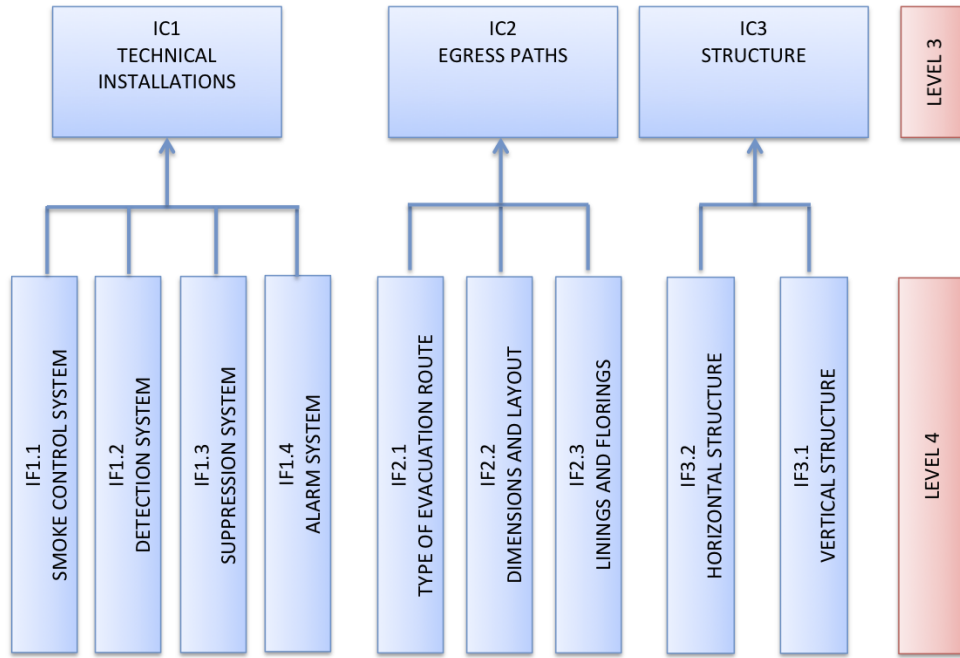 IC1
TECHNICAL
INSTALLATIONS
IC2
EGRESS PATHS
IC3
STRUCTURE
LEVEL 3
IF1.1
SMOKE CONTROL SYSTEM
IF1.2
DETECTION SYSTEM
IF1.3
SUPPRESSION SYSTEM
IF1.4
ALARM SYSTEM
IF2.1
TYPE OF EVACUATION ROUTE
IF2.2
DIMENSIONS AND LAYOUT
IF2.3
LININGS AND FLORINGS
IF3.2
HORIZONTAL STRUCTURE
IF3.1
VERTICAL STRUCTURE
LEVEL 4